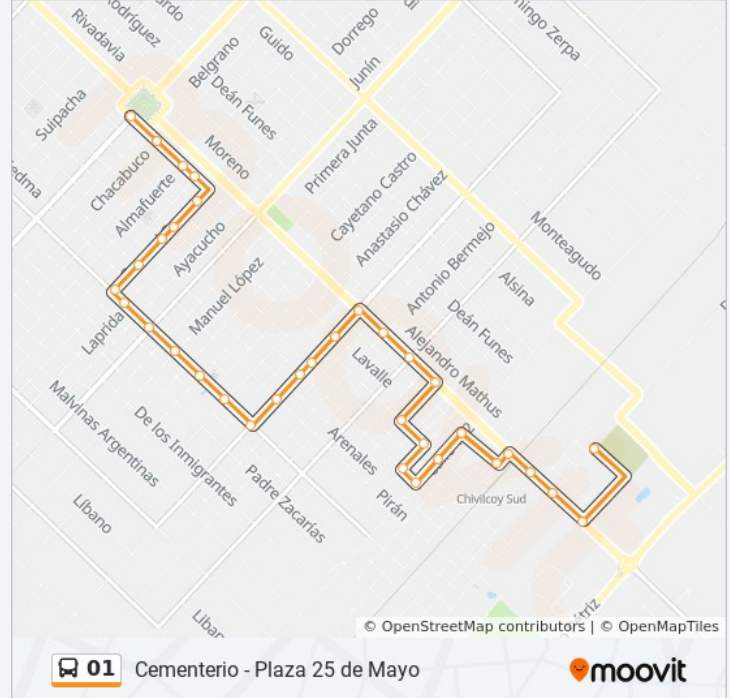 Rodríguez
Rivadavia
Guido
Dorrego
Belgrano
Junín
Suipacha
Deán Funes
Moreno
Primera Junta
Chacabuco
Almafuerte
Cayetano Castro
Anastasio Chávez
Ayacucho
Monteagudo
Antonio Bermejo
Alsina
Manuel López
Deán Funes
Laprida
Alejandro Mathus
Lavalle
Malvinas Argentinas
De los Inmigrantes
Arenales
Padre Zacarías
Pirán
Chivilcoy Sud
Líbano
© OpenStreetMap contributors | © OpenMapTiles
01 Cementerio - Plaza 25 de Mayo
moovit